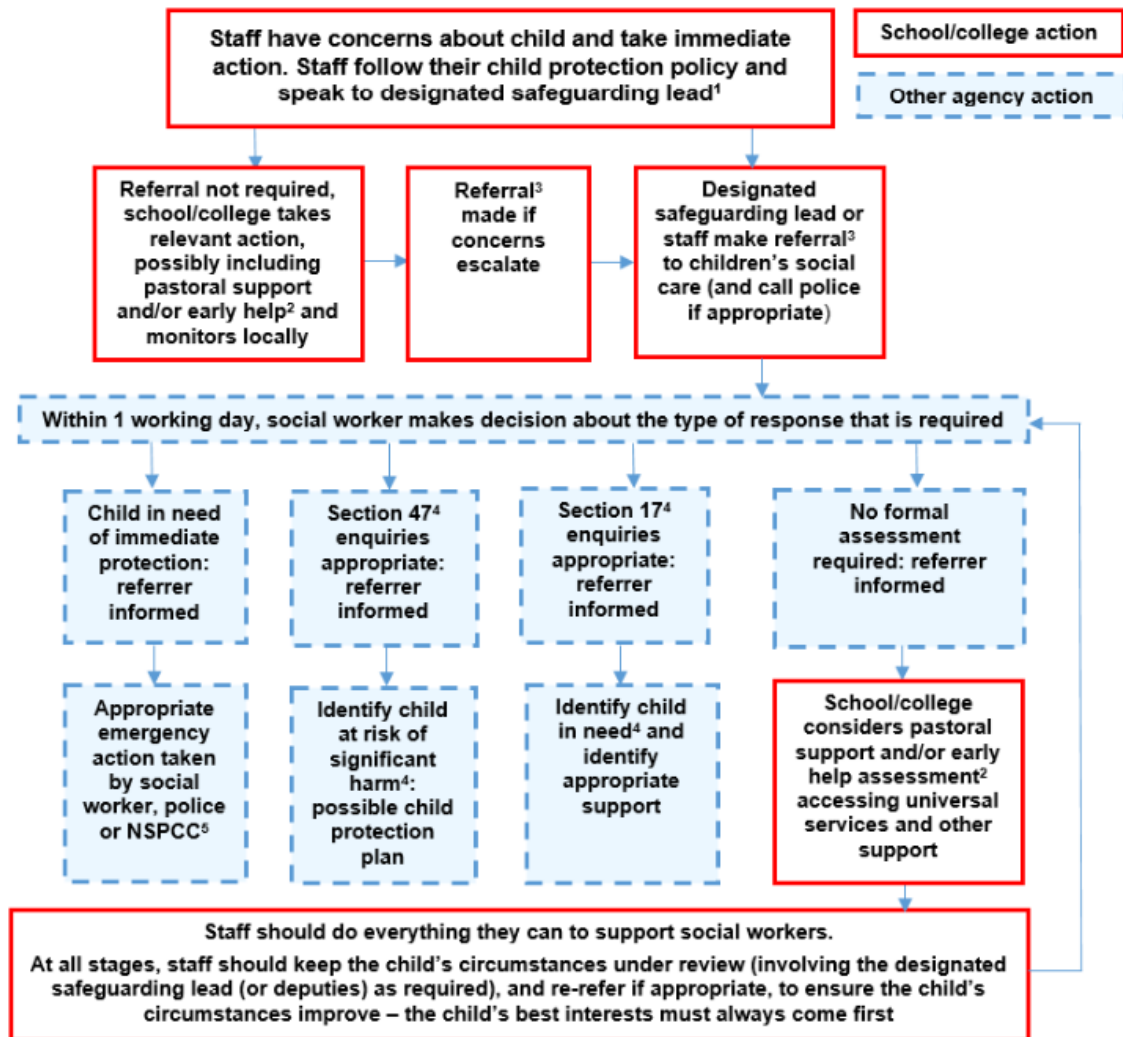 Staff have concerns about child and take immediate
action. Staff follow their child protection policy and
speak to designated safeguarding lead¹
School/college action
Other agency action
Referral not required,
school/college takes
relevant action,
possibly including
pastoral support
and/or early help² and
monitors locally
Referral³
made if
concerns
escalate
Designated
safeguarding lead or
staff make referral³
to children’s social
care (and call police
if appropriate)
Within 1 working day, social worker makes decision about the type of response that is required
Child in need
of immediate
protection:
referrer
informed
Section 47⁴
enquiries
appropriate:
referrer
informed
Section 17⁴
enquiries
appropriate:
referrer
informed
No formal
assessment
required: referrer
informed
Appropriate
emergency
action taken
by social
worker, police
or NSPCC⁵
Identify child
at risk of
significant
harm⁴:
possible child
protection
plan
Identify child
in need⁴ and
identify
appropriate
support
School/college
considers pastoral
support and/or early
help assessment²
accessing universal
services and other
support
Staff should do everything they can to support social workers.
At all stages, staff should keep the child’s circumstances under review (involving the designated
safeguarding lead (or deputies) as required), and re-refer if appropriate, to ensure the child’s
circumstances improve – the child’s best interests must always come first